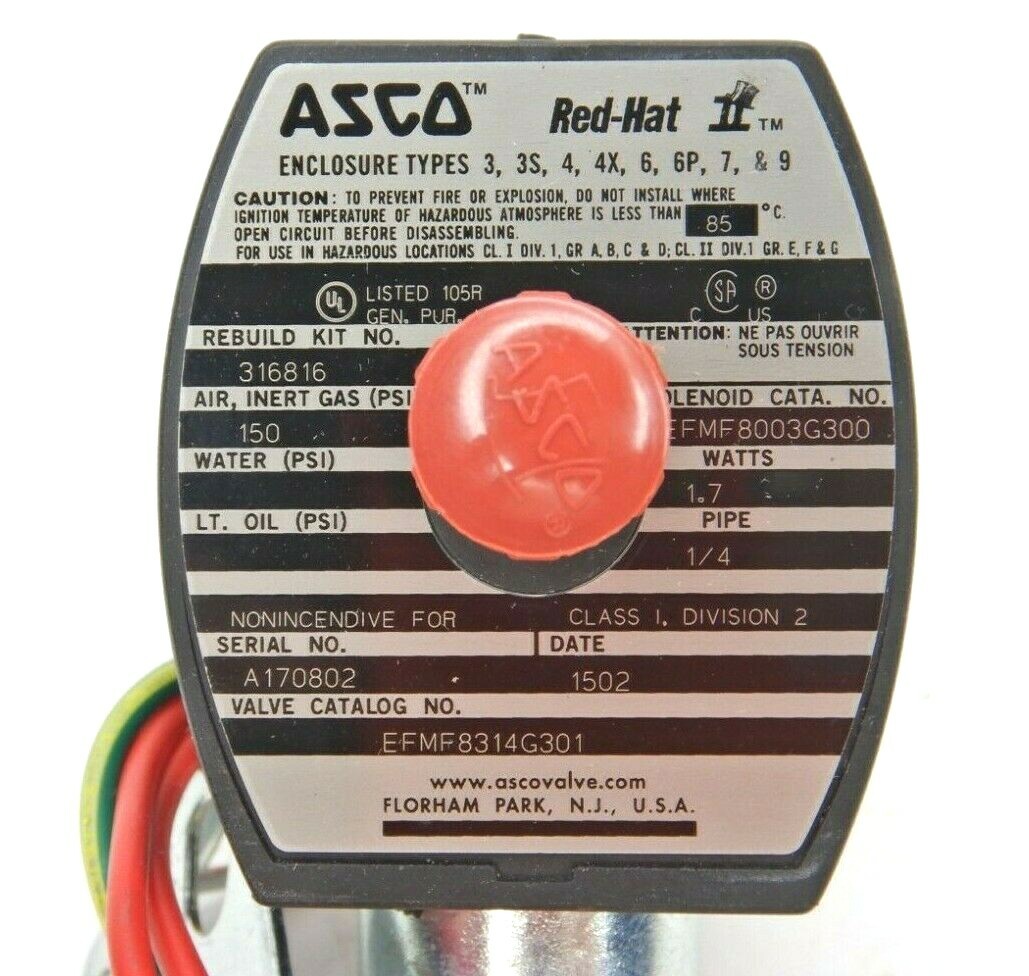 ASCO™ Red-Hat II™
ENCLOSURE TYPES 3, 3S, 4, 4X, 6, 6P, 7, & 9
CAUTION: TO PREVENT FIRE OR EXPLOSION, DO NOT INSTALL WHERE
IGNITION TEMPERATURE OF HAZARDOUS ATMOSPHERE IS LESS THAN 85 °C.
OPEN CIRCUIT BEFORE DISASSEMBLING.
FOR USE IN HAZARDOUS LOCATIONS CL. I DIV. 1, GR A, B, C & D; CL. II DIV. 1 GR. E, F & G
UL LISTED 105R C SA US ®
GEN. PUR.
REBUILD KIT NO. ATTENTION: NE PAS OUVRIR
SOUS TENSION
316816
AIR, INERT GAS (PSI SOLENOID CATA. NO.
150 EFMF8003G300
WATER (PSI) WATTS
1.7
LT. OIL (PSI) PIPE
1/4
NONINCENDIVE FOR CLASS I, DIVISION 2
SERIAL NO. DATE
A170802 1502
VALVE CATALOG NO.
EFMF8314G301
www.ascovalve.com
FLORHAM PARK, N.J., U.S.A.
ASCO®